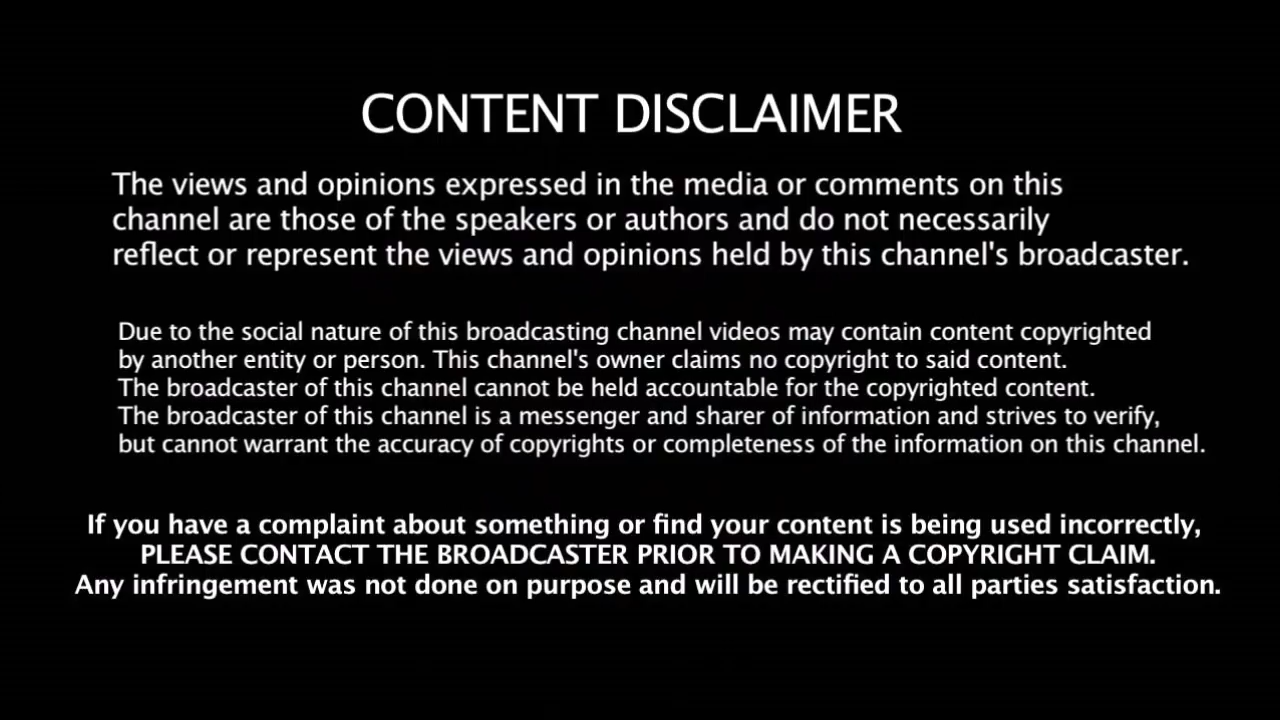 CONTENT DISCLAIMER
The views and opinions expressed in the media or comments on this
channel are those of the speakers or authors and do not necessarily
reflect or represent the views and opinions held by this channel's broadcaster.
Due to the social nature of this broadcasting channel videos may contain content copyrighted
by another entity or person. This channel's owner claims no copyright to said content.
The broadcaster of this channel cannot be held accountable for the copyrighted content.
The broadcaster of this channel is a messenger and sharer of information and strives to verify,
but cannot warrant the accuracy of copyrights or completeness of the information on this channel.
If you have a complaint about something or find your content is being used incorrectly,
PLEASE CONTACT THE BROADCASTER PRIOR TO MAKING A COPYRIGHT CLAIM.
Any infringement was not done on purpose and will be rectified to all parties satisfaction.